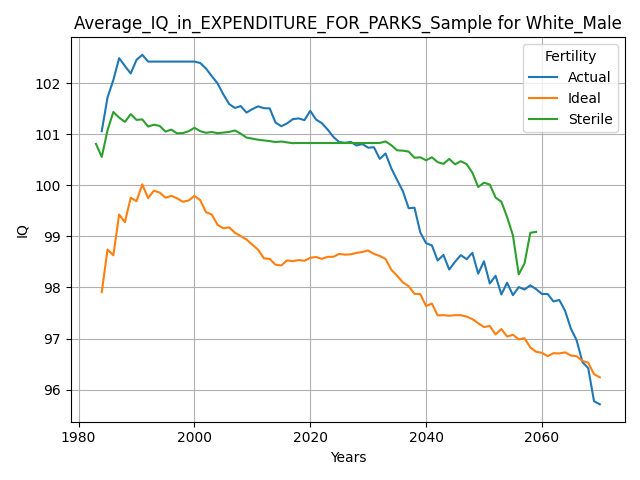 Average_IQ_in_EXPENDITURE_FOR_PARKS_Sample for White_Male
Fertility
Actual
Ideal
Sterile
IQ
102
101
100
99
98
97
96
1980
2000
2020
2040
2060
Years